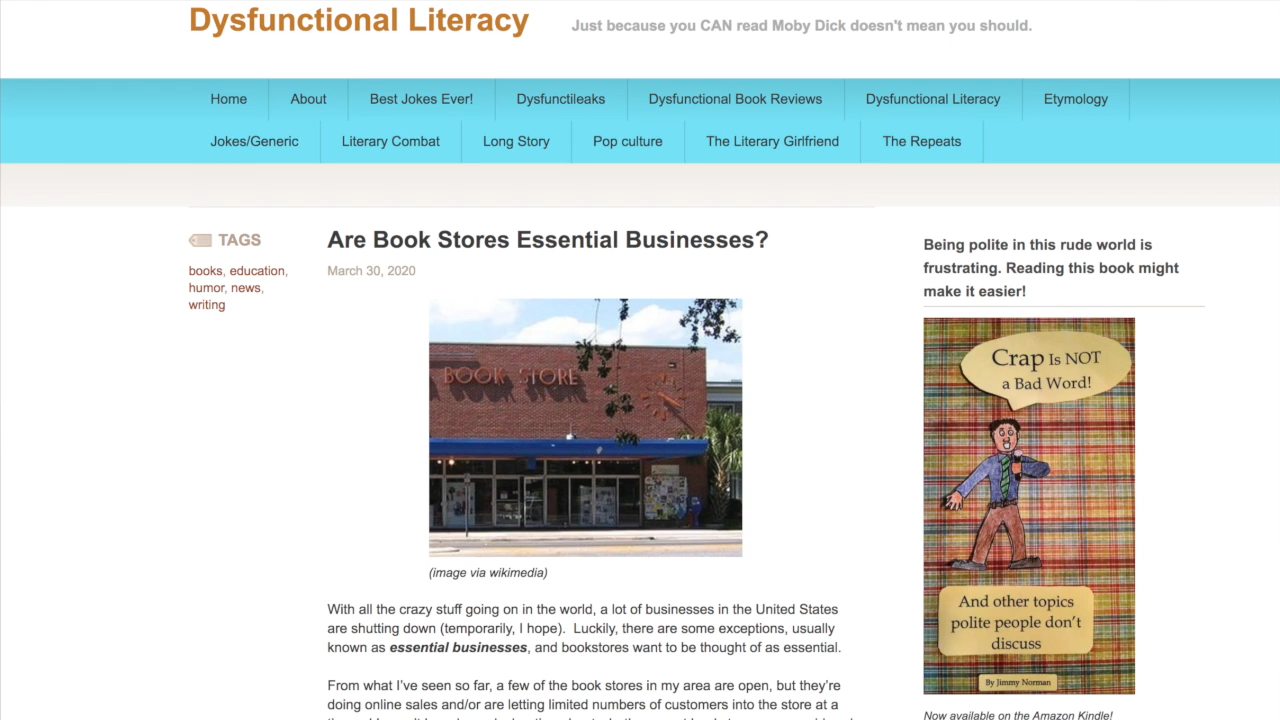 Dysfunctional Literacy
Just because you CAN read Moby Dick doesn't mean you should.
Home
About
Best Jokes Ever!
Dysfunctileaks
Dysfunctional Book Reviews
Dysfunctional Literacy
Etymology
Jokes/Generic
Literary Combat
Long Story
Pop culture
The Literary Girlfriend
The Repeats
TAGS
books, education,
humor, news,
writing
Are Book Stores Essential Businesses?
March 30, 2020
BOOK STORE
(image via wikimedia)
With all the crazy stuff going on in the world, a lot of businesses in the United States
are shutting down (temporarily, I hope).  Luckily, there are some exceptions, usually
known as essential businesses, and bookstores want to be thought of as essential.
From what I've seen so far, a few of the book stores in my area are open, but they're
doing online sales and/or are letting limited numbers of customers into the store at a
Being polite in this rude world is
frustrating. Reading this book might
make it easier!
Crap Is NOT
a Bad Word!
And other topics
polite people don't
discuss
By Jimmy Norman
Now available on the Amazon Kindle!